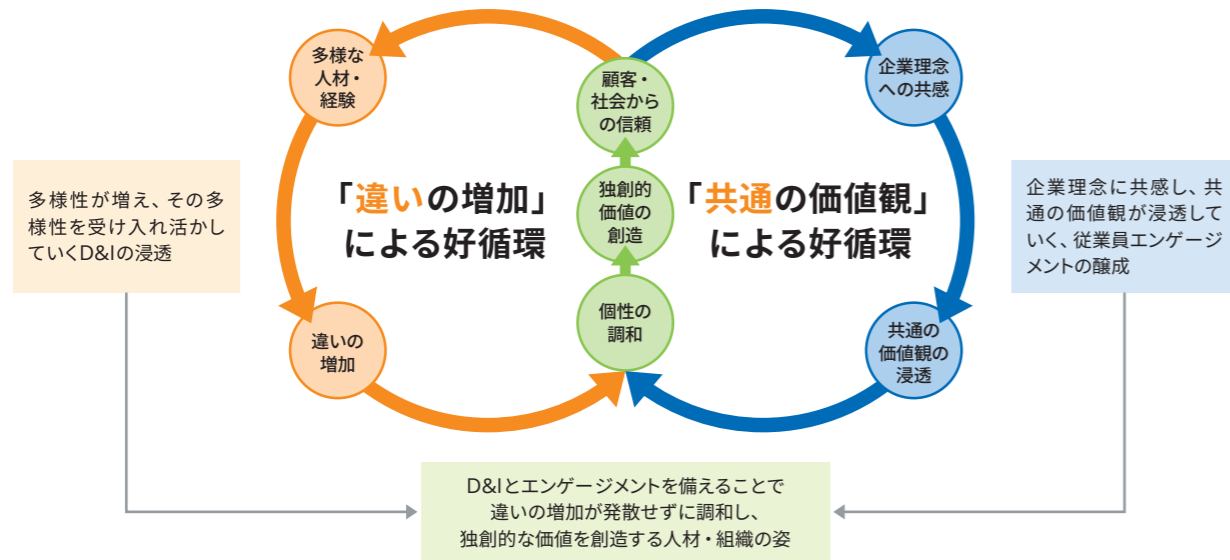 多様な
人材・
経験
顧客・
社会から
の信頼
企業理念
への共感
多様性が増え、その多
様性を受け入れ活かし
ていくD&Iの浸透
「違いの増加」
による好循環
独創的
価値の
創造
「共通の価値観」
による好循環
企業理念に共感し、共
通の価値観が浸透して
いく、従業員エンゲージ
メントの醸成
違いの
増加
個性の
調和
共通の
価値観の
浸透
D&Iとエンゲージメントを備えることで
違いの増加が発散せずに調和し、
独創的な価値を創造する人材・組織の姿